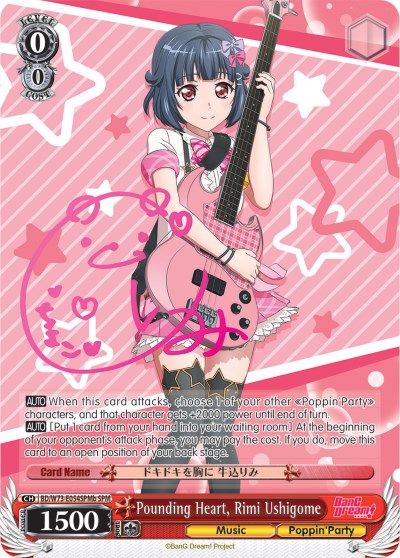 LEVEL
0
0
COST
AUTO When this card attacks, choose 1 of your other «Poppin'Party»
characters, and that character gets +2000 power until end of turn.
AUTO [Put 1 card from your hand into your waiting room] At the beginning
of your opponent's attack phase, you may pay the cost. If you do, move this
card to an open position of your back stage.
Card Name ドキドキを胸に 牛込りみ
CH BD/W73-E054SPMb SPM
POWER 1500 Pounding Heart, Rimi Ushigome BanG Dream!
Music Poppin'Party
©BanG Dream! Project